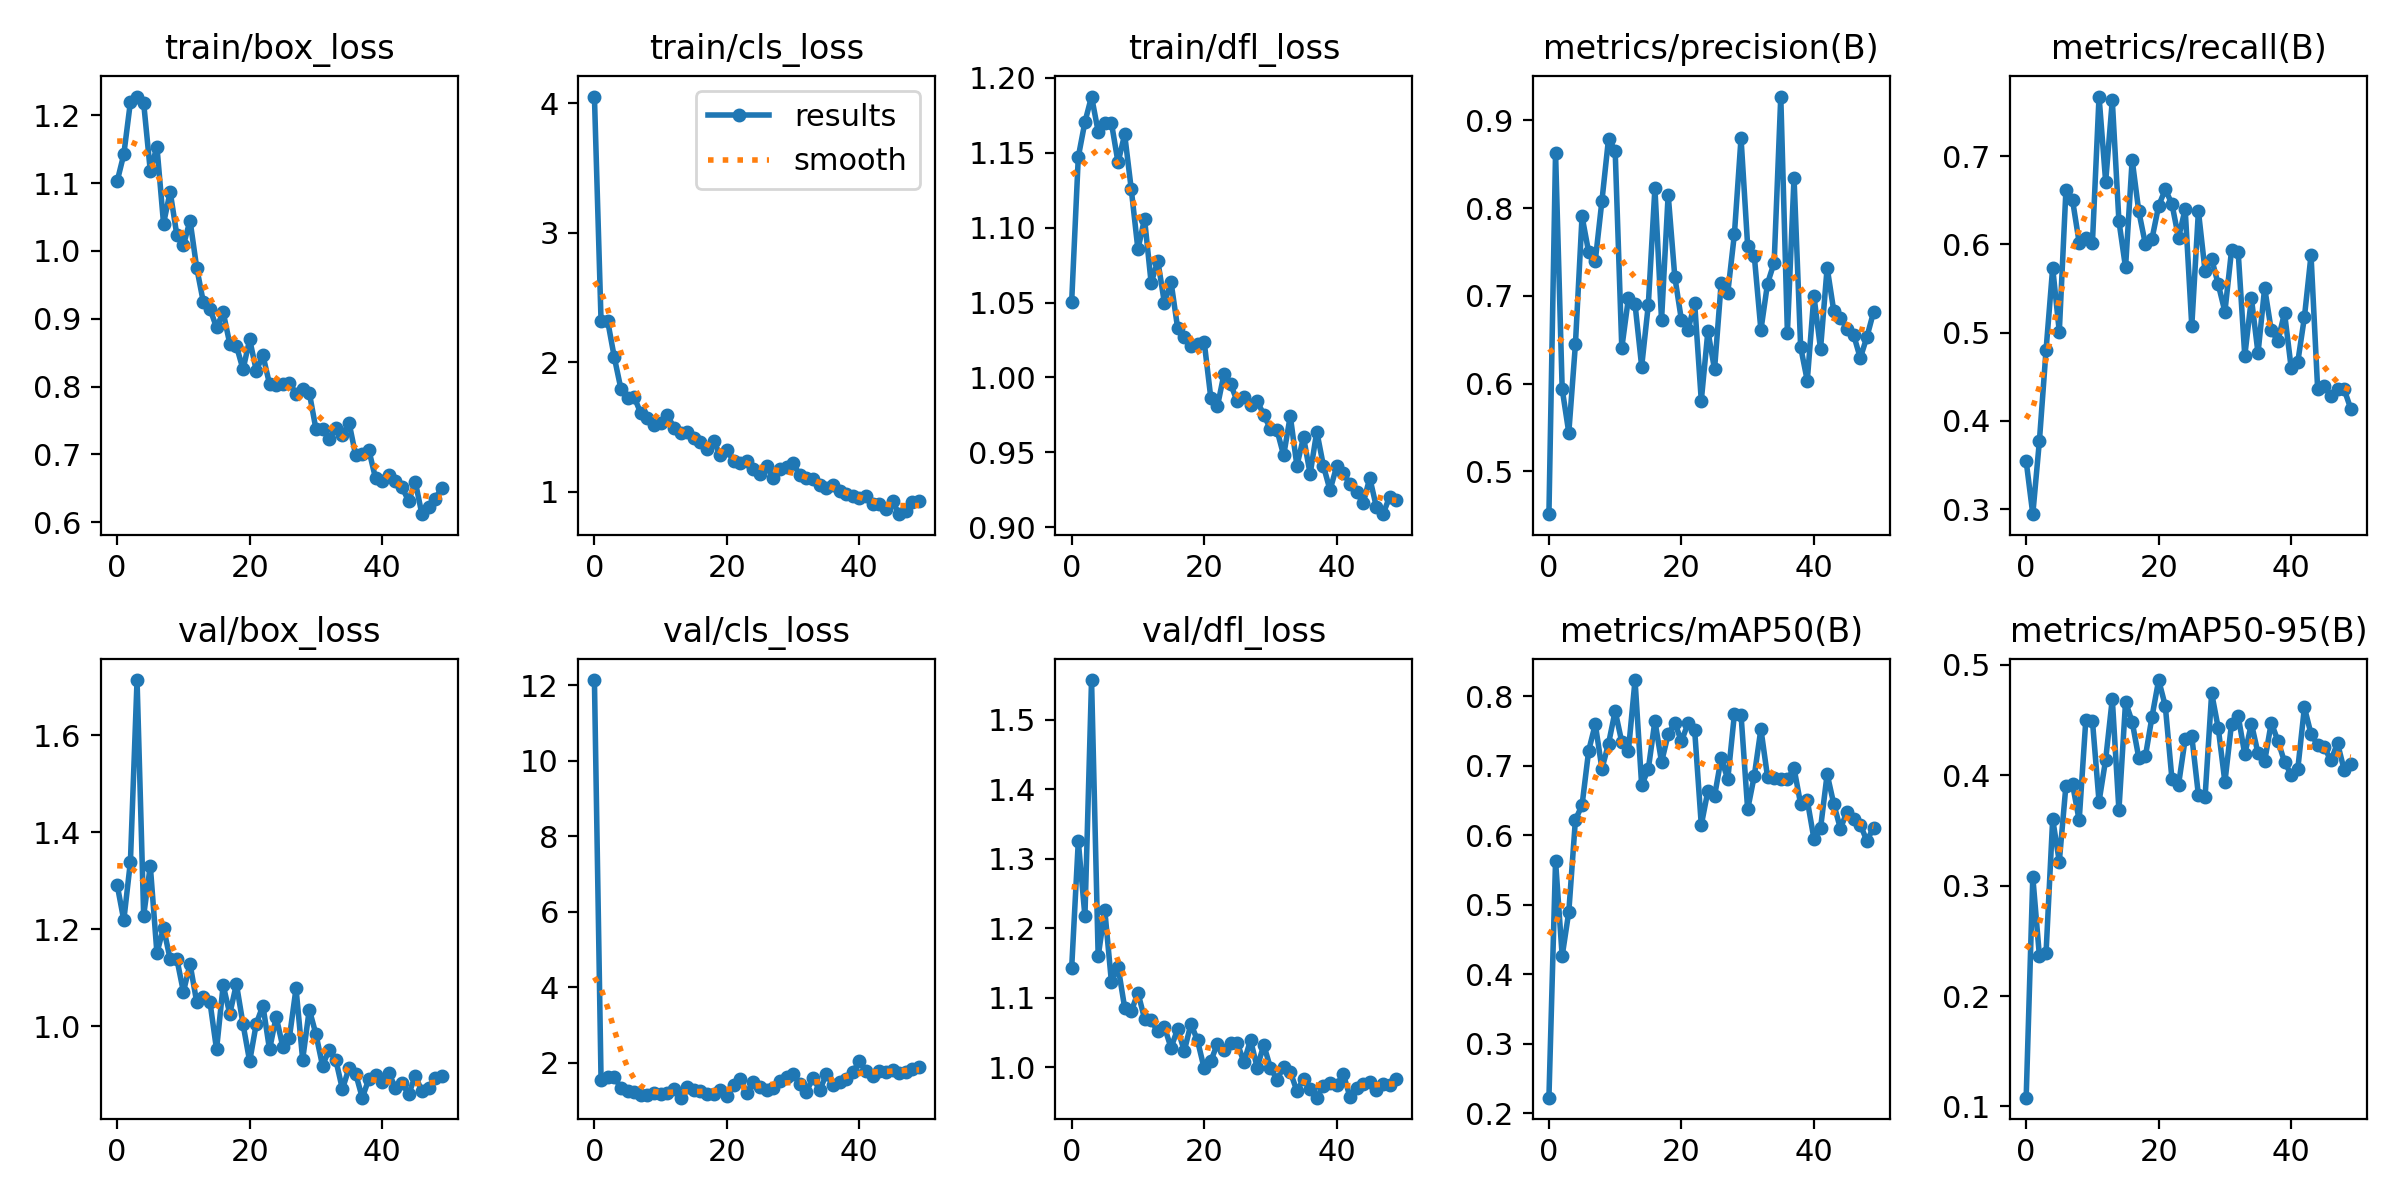 train/box_loss
1.2
1.1
1.0
0.9
0.8
0.7
0.6
0 20 40
train/cls_loss
results
smooth
4
3
2
1
0 20 40
train/dfl_loss
1.20
1.15
1.10
1.05
1.00
0.95
0.90
0 20 40
metrics/precision(B)
0.9
0.8
0.7
0.6
0.5
0 20 40
metrics/recall(B)
0.7
0.6
0.5
0.4
0.3
0 20 40
val/box_loss
1.6
1.4
1.2
1.0
0 20 40
val/cls_loss
12
10
8
6
4
2
0 20 40
val/dfl_loss
1.5
1.4
1.3
1.2
1.1
1.0
0 20 40
metrics/mAP50(B)
0.8
0.7
0.6
0.5
0.4
0.3
0.2
0 20 40
metrics/mAP50-95(B)
0.5
0.4
0.3
0.2
0.1
0 20 40